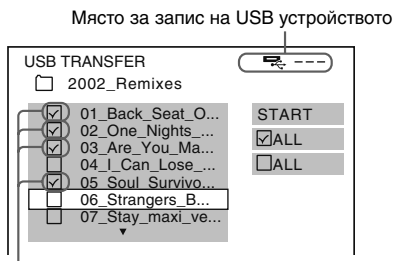 Място за запис на USB устройството
USB TRANSFER
---
2002_Remixes
01_Back_Seat_O...
02_One_Nights_...
03_Are_You_Ma...
04_I_Can_Lose_...
05_Soul_Survivo...
06_Strangers_B...
07_Stay_maxi_ve...
START
ALL
ALL